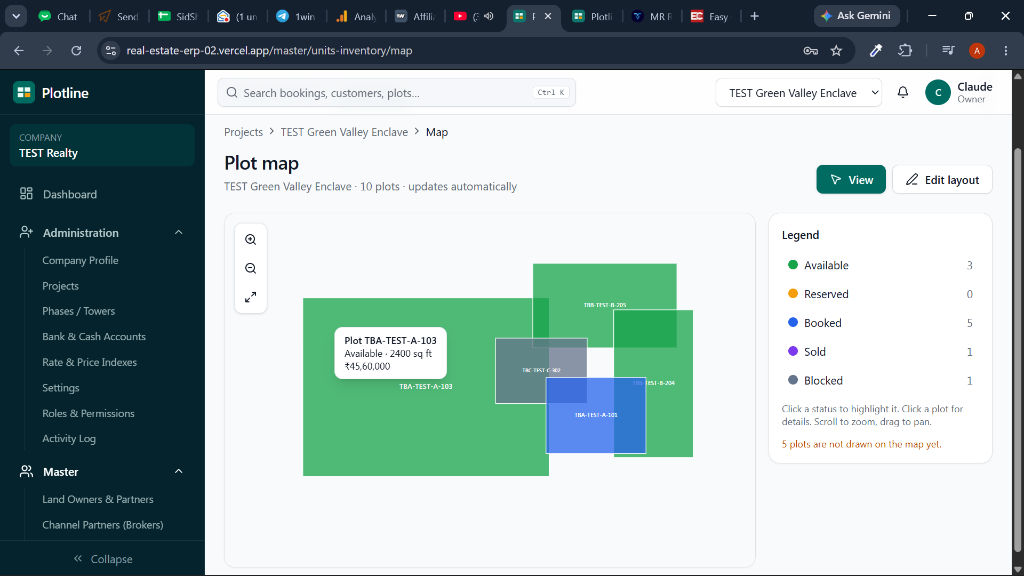 Chat
Send
SidSl
(1 un
1win
Analy
Affilia
Plotli
MR F
Easy
Ask Gemini
real-estate-erp-02.vercel.app/master/units-inventory/map
A
Plotline
Search bookings, customers, plots...
Ctrl K
TEST Green Valley Enclave
C
Claude
Owner
COMPANY
TEST Realty
Dashboard
Administration
Company Profile
Projects
Phases / Towers
Bank & Cash Accounts
Rate & Price Indexes
Settings
Roles & Permissions
Activity Log
Master
Land Owners & Partners
Channel Partners (Brokers)
Collapse
Projects > TEST Green Valley Enclave > Map
Plot map
TEST Green Valley Enclave · 10 plots · updates automatically
View
Edit layout
TBB-TEST-B-205
Plot TBA-TEST-A-103
Available · 2400 sq ft
₹45,60,000
TBA-TEST-A-103
TBC-TEST-C-302
TEST-B-204
TBA-TEST-A-101
Legend
Available 3
Reserved 0
Booked 5
Sold 1
Blocked 1
Click a status to highlight it. Click a plot for
details. Scroll to zoom, drag to pan.
5 plots are not drawn on the map yet.